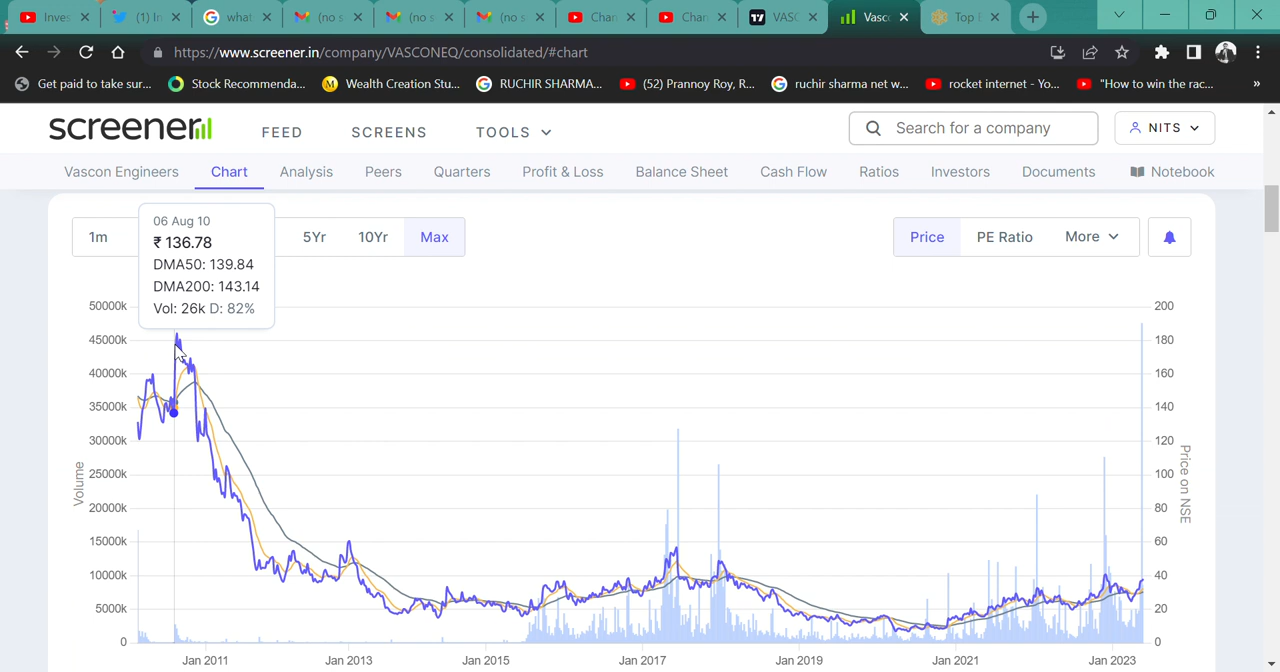 Inves
(1) In
what
(no s
(no s
(no s
Chan
Chan
VASC
Vasco
Top
https://www.screener.in/company/VASCONEQ/consolidated/#chart
Get paid to take sur...
Stock Recommenda...
Wealth Creation Stu...
RUCHIR SHARMA...
(52) Prannoy Roy, R...
ruchir sharma net w...
rocket internet - Yo...
"How to win the rac...
»
screener
FEED
SCREENS
TOOLS
Search for a company
NITS
Vascon Engineers
Chart
Analysis
Peers
Quarters
Profit & Loss
Balance Sheet
Cash Flow
Ratios
Investors
Documents
Notebook
1m
06 Aug 10
₹ 136.78
DMA50: 139.84
DMA200: 143.14
Vol: 26k D: 82%
5Yr
10Yr
Max
Price
PE Ratio
More
50000k
45000k
40000k
35000k
30000k
25000k
20000k
15000k
10000k
5000k
0
Volume
200
180
160
140
120
100
80
60
40
20
0
Price on NSE
Jan 2011
Jan 2013
Jan 2015
Jan 2017
Jan 2019
Jan 2021
Jan 2023